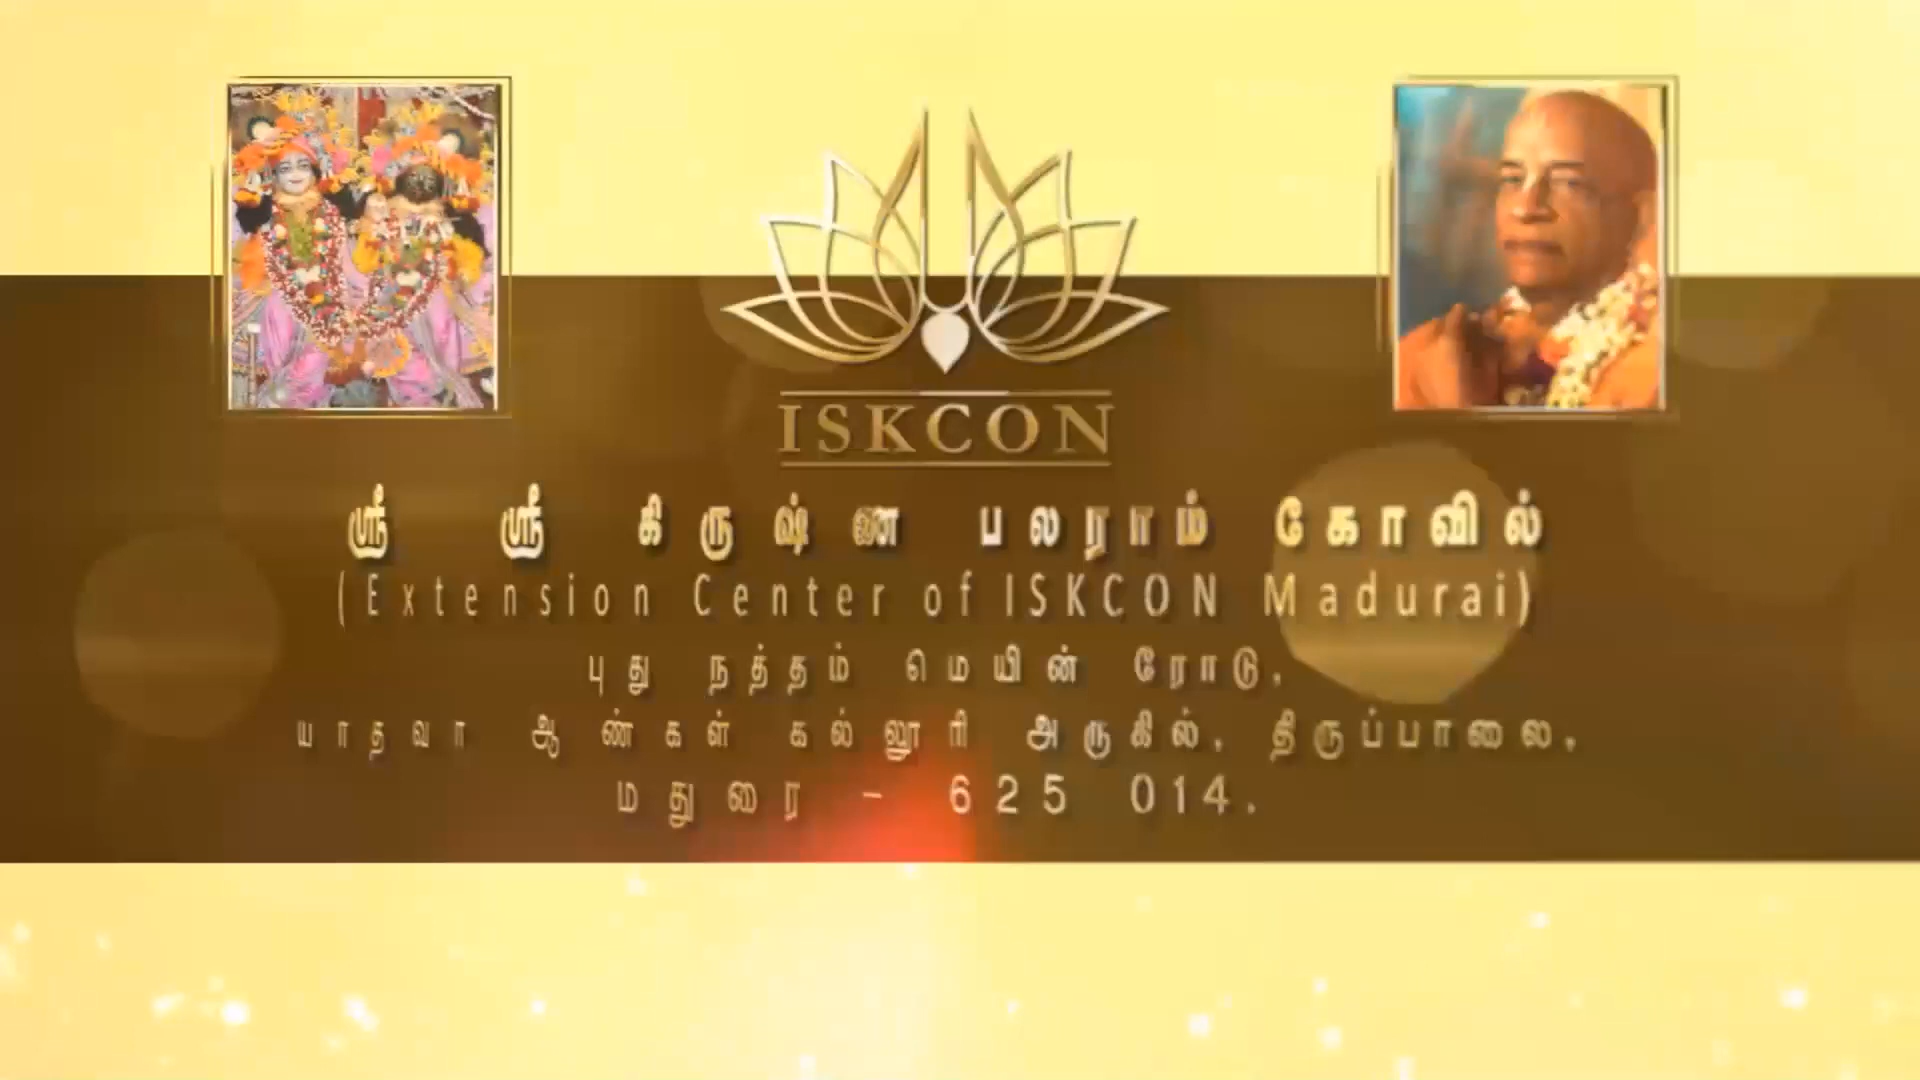 ISKCON
ஸ்ரீ ஸ்ரீ கிருஷ்ண பலராம் கோவில்
(Extension Center of ISKCON Madurai)
புது நத்தம் மெயின் ரோடு,
யாதவா ஆண்கள் கல்லூரி அருகில், திருப்பாலை,
மதுரை - 625 014.